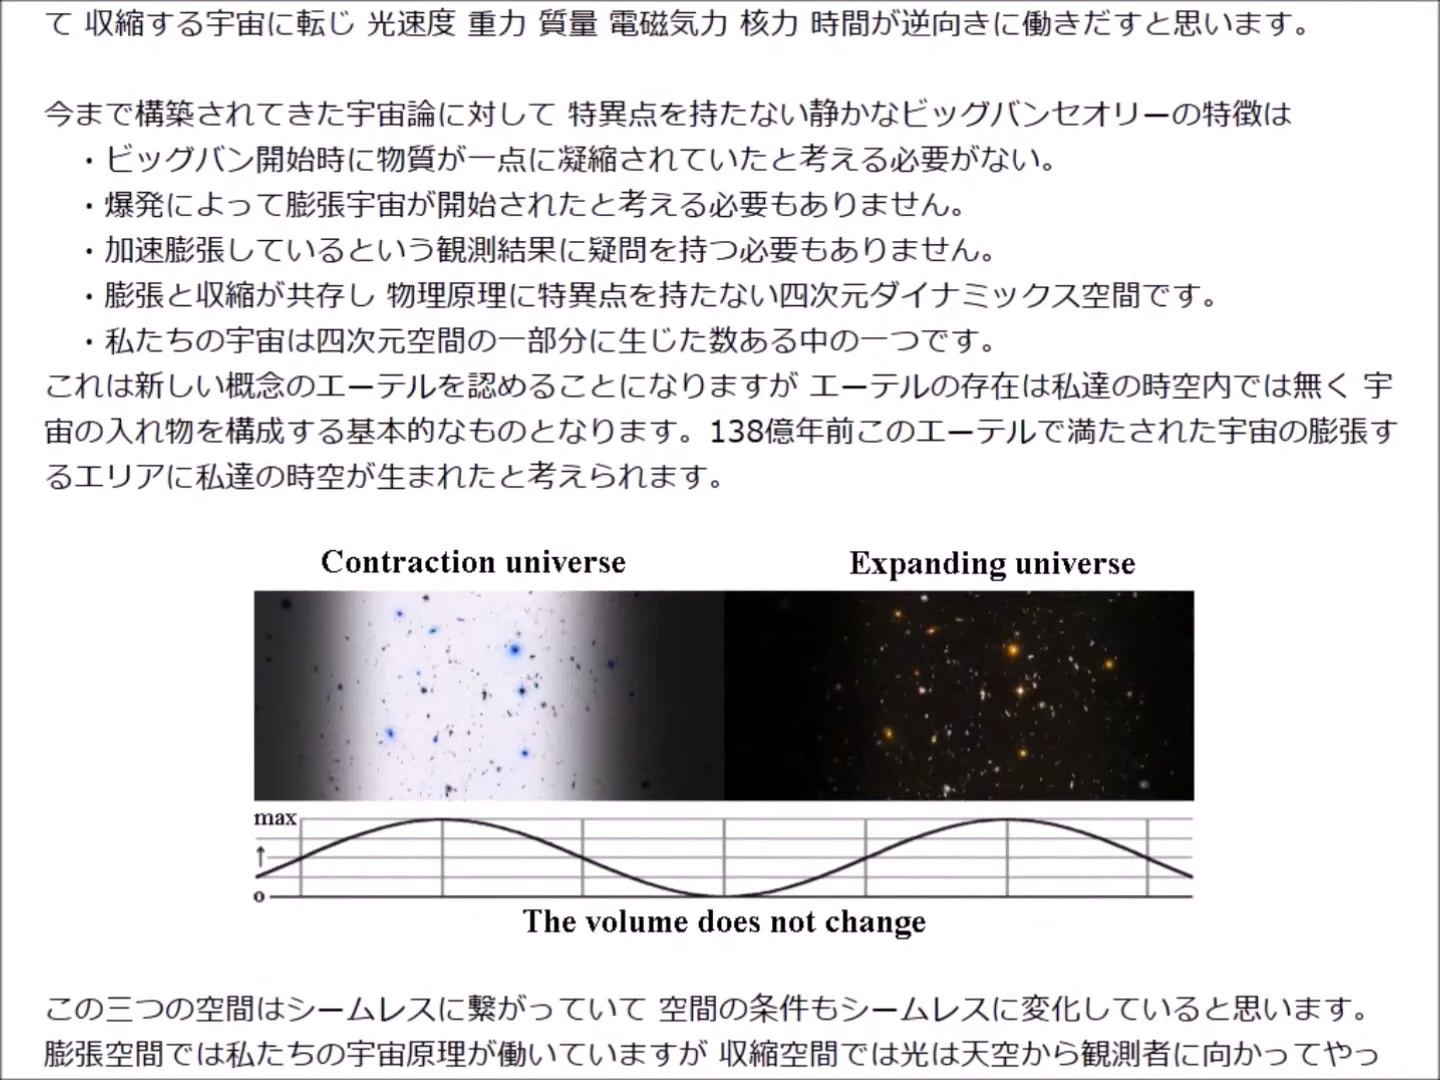 て 収縮する宇宙に転じ 光速度 重力 質量 電磁気力 核力 時間が逆向きに働きだすと思います。
今まで構築されてきた宇宙論に対して 特異点を持たない静かなビッグバンセオリーの特徴は
・ビッグバン開始時に物質が一点に凝縮されていたと考える必要がない。
・爆発によって膨張宇宙が開始されたと考える必要もありません。
・加速膨張しているという観測結果に疑問を持つ必要もありません。
・膨張と収縮が共存し 物理原理に特異点を持たない四次元ダイナミックス空間です。
・私たちの宇宙は四次元空間の一部分に生じた数ある中の一つです。
これは新しい概念のエーテルを認めることになりますが エーテルの存在は私達の時空内では無く 宇
宙の入れ物を構成する基本的なものとなります。138億年前このエーテルで満たされた宇宙の膨張す
るエリアに私達の時空が生まれたと考えられます。
Contraction universe
Expanding universe
max
↑
o
The volume does not change
この三つの空間はシームレスに繋がっていて 空間の条件もシームレスに変化していると思います。
膨張空間では私たちの宇宙原理が働いていますが 収縮空間では光は天空から観測者に向かってやっ